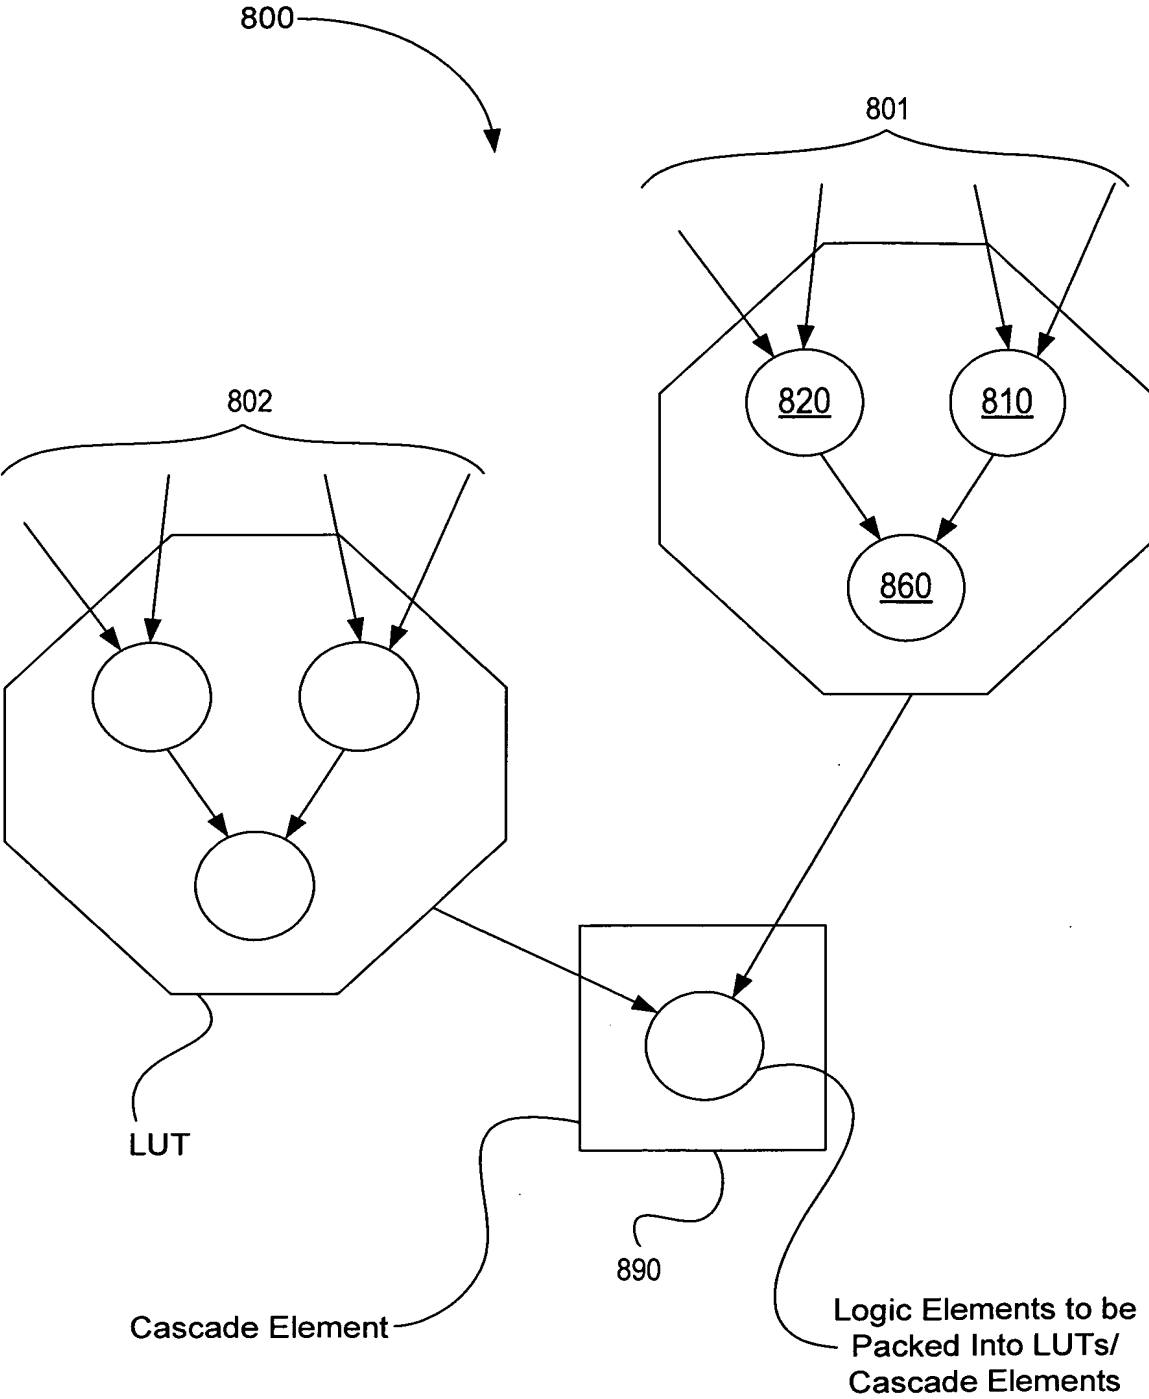 800
801
820
810
802
860
LUT
890
Cascade Element
Logic Elements to be
Packed Into LUTs/
Cascade Elements